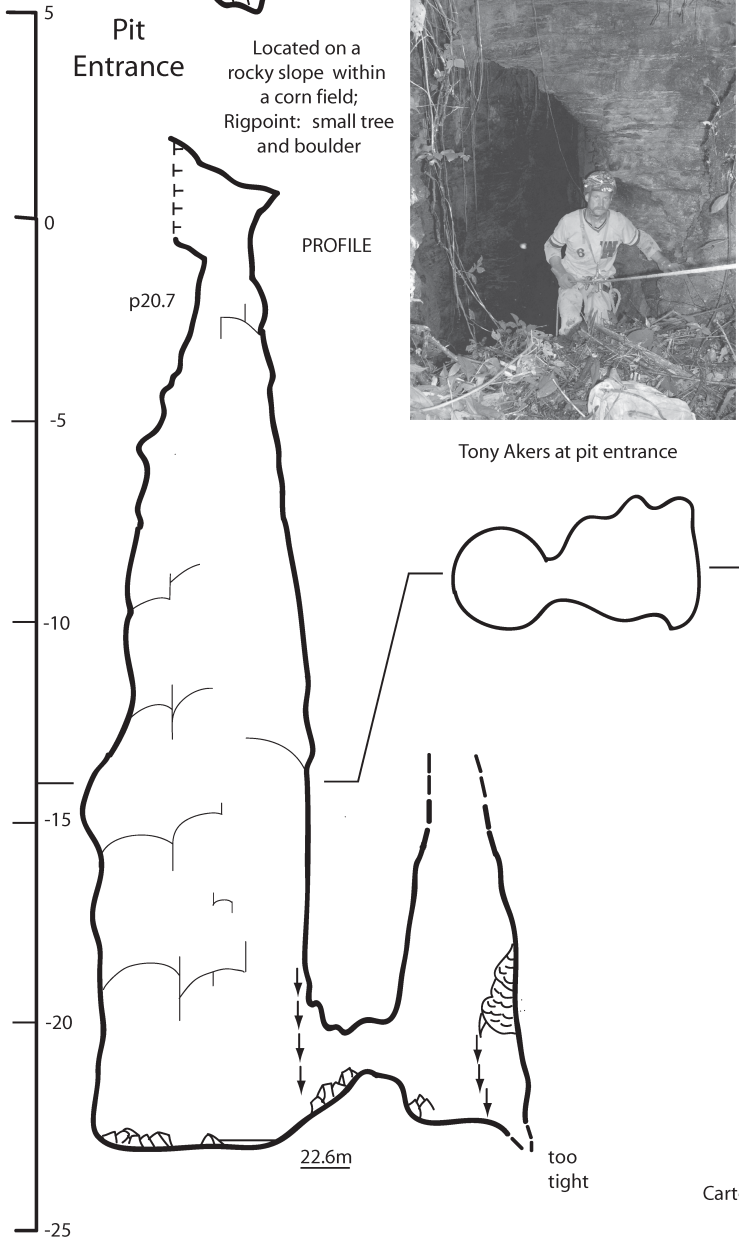 5
Pit
Entrance
Located on a
rocky slope within
a corn field;
Rigpoint: small tree
and boulder
0
PROFILE
p20.7
-5
Tony Akers at pit entrance
-10
-15
-20
22.6m
too
tight
-25